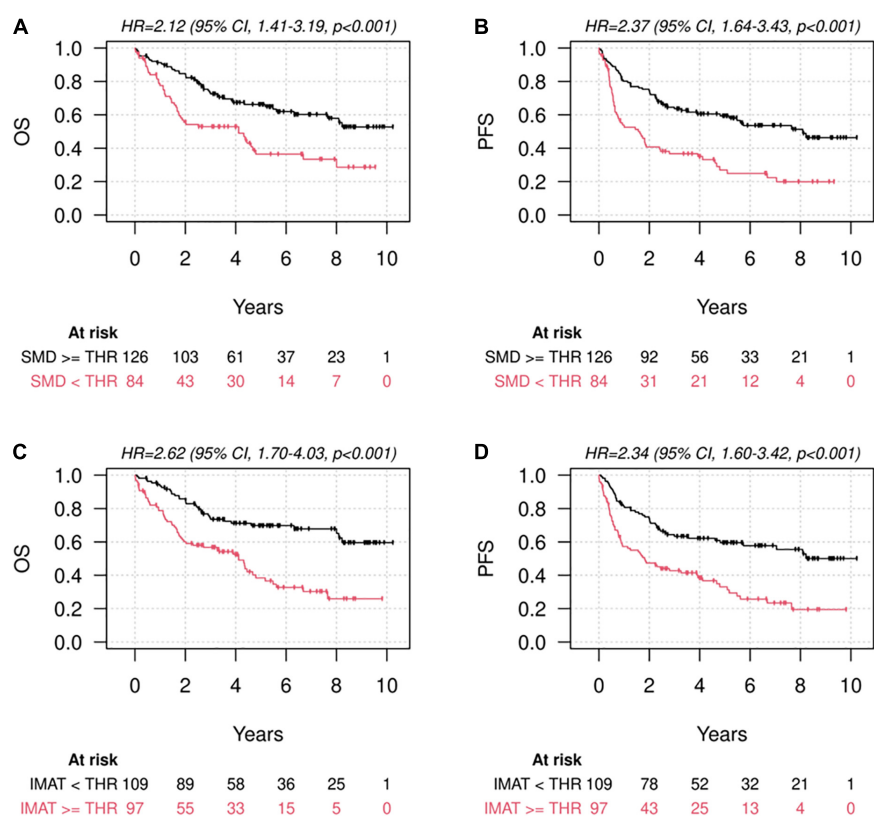 A
HR=2.12 (95% CI, 1.41-3.19, p<0.001)
OS
1.0
0.8
0.6
0.4
0.2
0.0
0 2 4 6 8 10
Years
At risk
SMD >= THR 126 103 61 37 23 1
SMD < THR 84 43 30 14 7 0
B
HR=2.37 (95% CI, 1.64-3.43, p<0.001)
PFS
1.0
0.8
0.6
0.4
0.2
0.0
0 2 4 6 8 10
Years
At risk
SMD >= THR 126 92 56 33 21 1
SMD < THR 84 31 21 12 4 0
C
HR=2.62 (95% CI, 1.70-4.03, p<0.001)
OS
1.0
0.8
0.6
0.4
0.2
0.0
0 2 4 6 8 10
Years
At risk
IMAT < THR 109 89 58 36 25 1
IMAT >= THR 97 55 33 15 5 0
D
HR=2.34 (95% CI, 1.60-3.42, p<0.001)
PFS
1.0
0.8
0.6
0.4
0.2
0.0
0 2 4 6 8 10
Years
At risk
IMAT < THR 109 78 52 32 21 1
IMAT >= THR 97 43 25 13 4 0